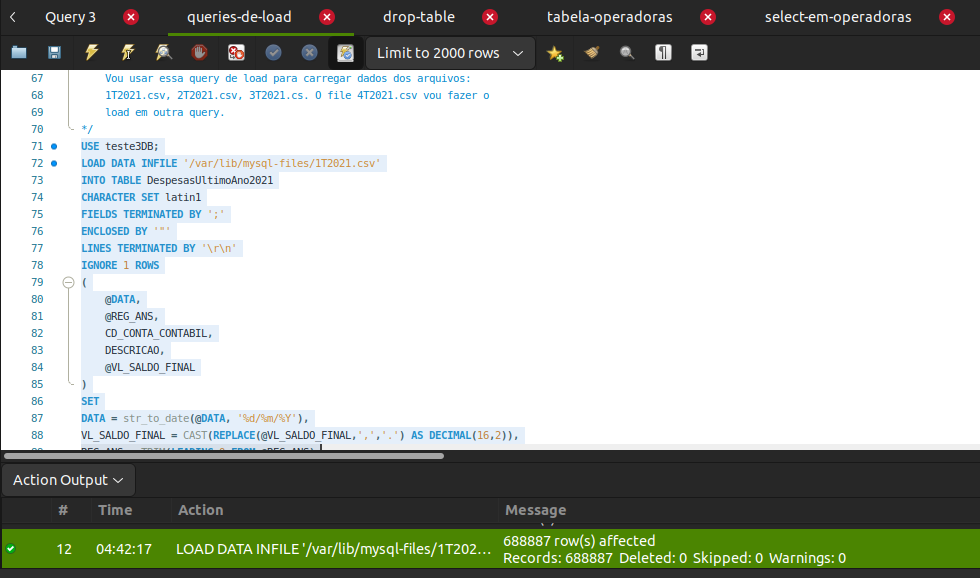 Query 3
queries-de-load
drop-table
tabela-operadoras
select-em-operadoras
Limit to 2000 rows
67 Vou usar essa query de load para carregar dados dos arquivos:
68 1T2021.csv, 2T2021.csv, 3T2021.cs. O file 4T2021.csv vou fazer o
69 load em outra query.
70 */
71 USE teste3DB;
72 LOAD DATA INFILE '/var/lib/mysql-files/1T2021.csv'
73 INTO TABLE DespesasUltimoAno2021
74 CHARACTER SET latin1
75 FIELDS TERMINATED BY ';'
76 ENCLOSED BY '"'
77 LINES TERMINATED BY '\r\n'
78 IGNORE 1 ROWS
79 (
80 @DATA,
81 @REG_ANS,
82 CD_CONTA_CONTABIL,
83 DESCRICAO,
84 @VL_SALDO_FINAL
85 )
86 SET
87 DATA = str_to_date(@DATA, '%d/%m/%Y'),
88 VL_SALDO_FINAL = CAST(REPLACE(@VL_SALDO_FINAL,',','.') AS DECIMAL(16,2)),
Action Output
# Time Action Message
12 04:42:17 LOAD DATA INFILE '/var/lib/mysql-files/1T202... 688887 row(s) affected
Records: 688887 Deleted: 0 Skipped: 0 Warnings: 0